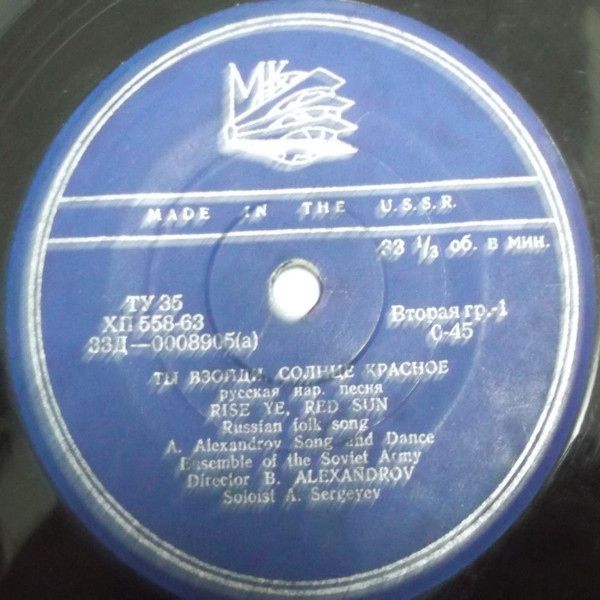 МК
MADE IN THE U.S.S.R.
33 1/3 об. в мин.
ТУ 35
ХП 558-63
33Д—0008905(а)
Вторая гр.-1
0-45
ТЫ ВЗОЙДИ, СОЛНЦЕ КРАСНОЕ
русская нар. песня
RISE YE, RED SUN
Russian folk song
A. Alexandrov Song and Dance
Ensemble of the Soviet Army
Director B. ALEXANDROV
Soloist A. Sergeyev